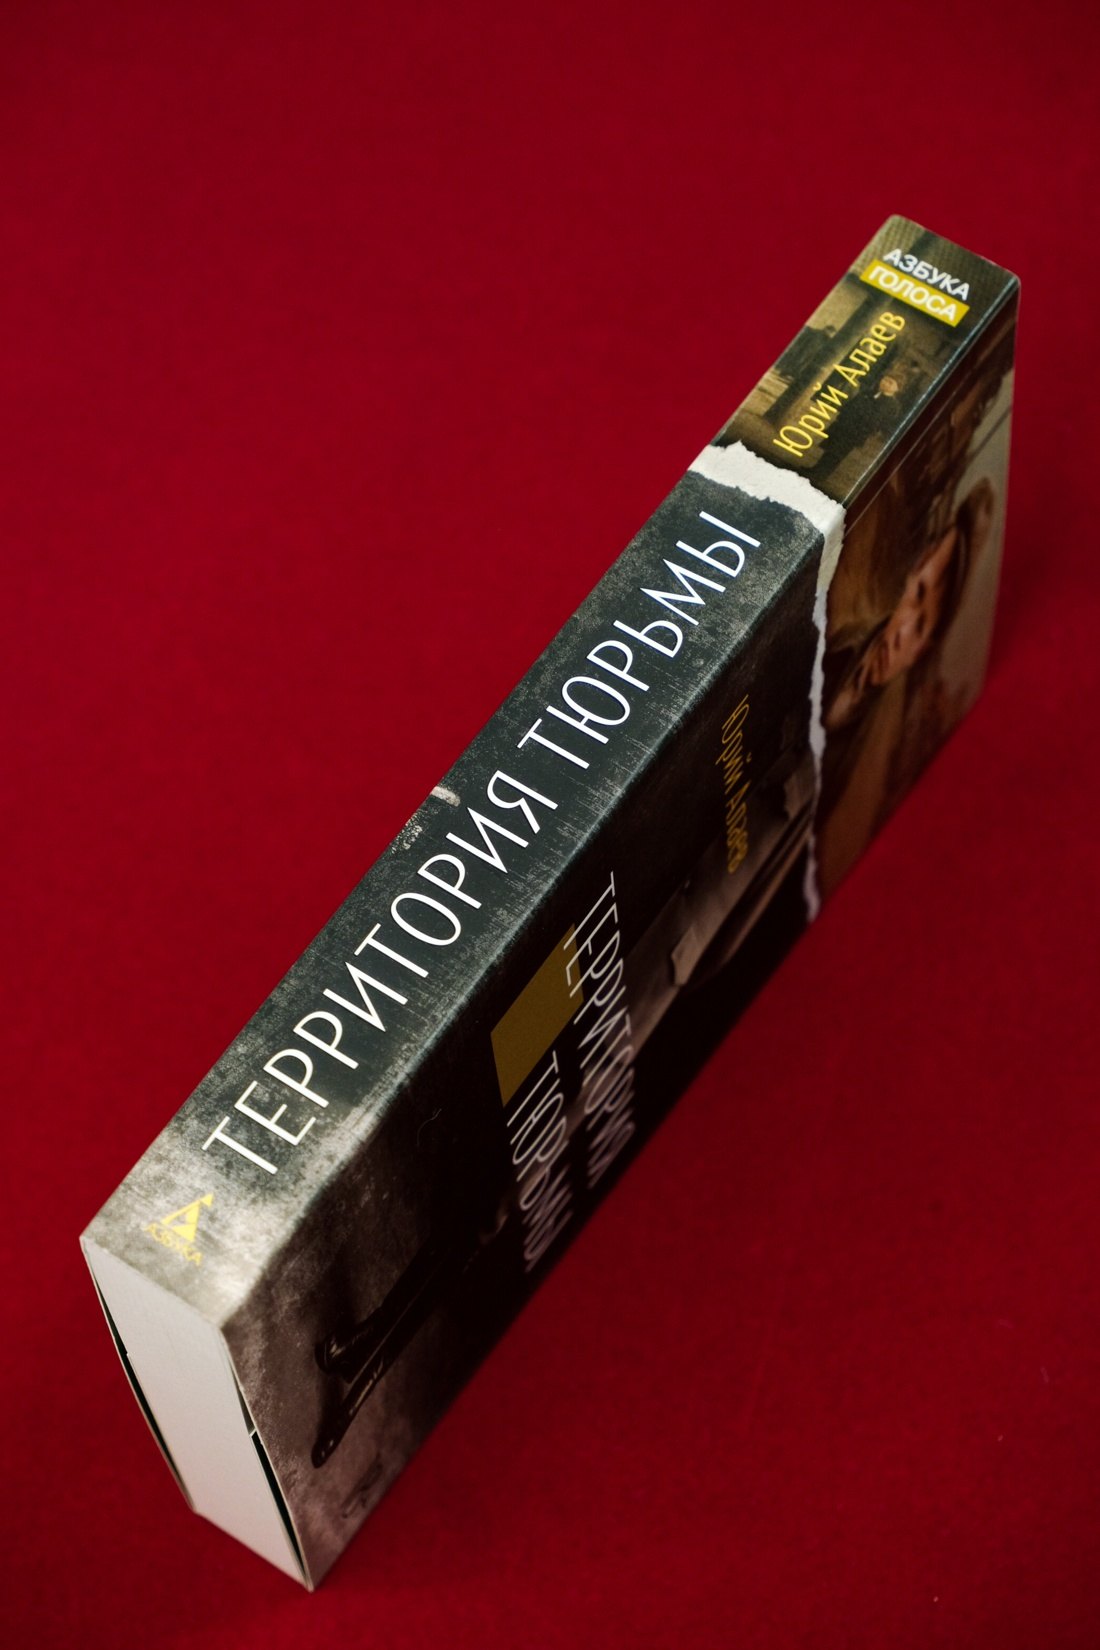 АЗБУКА
ГОЛОСА
Юрий Алаев
ТЕРРИТОРИЯ ТЮРЬМЫ
АЗБУКА
Юрий Алаев
ТЕРРИТОРИЯ
ТЮРЬМЫ